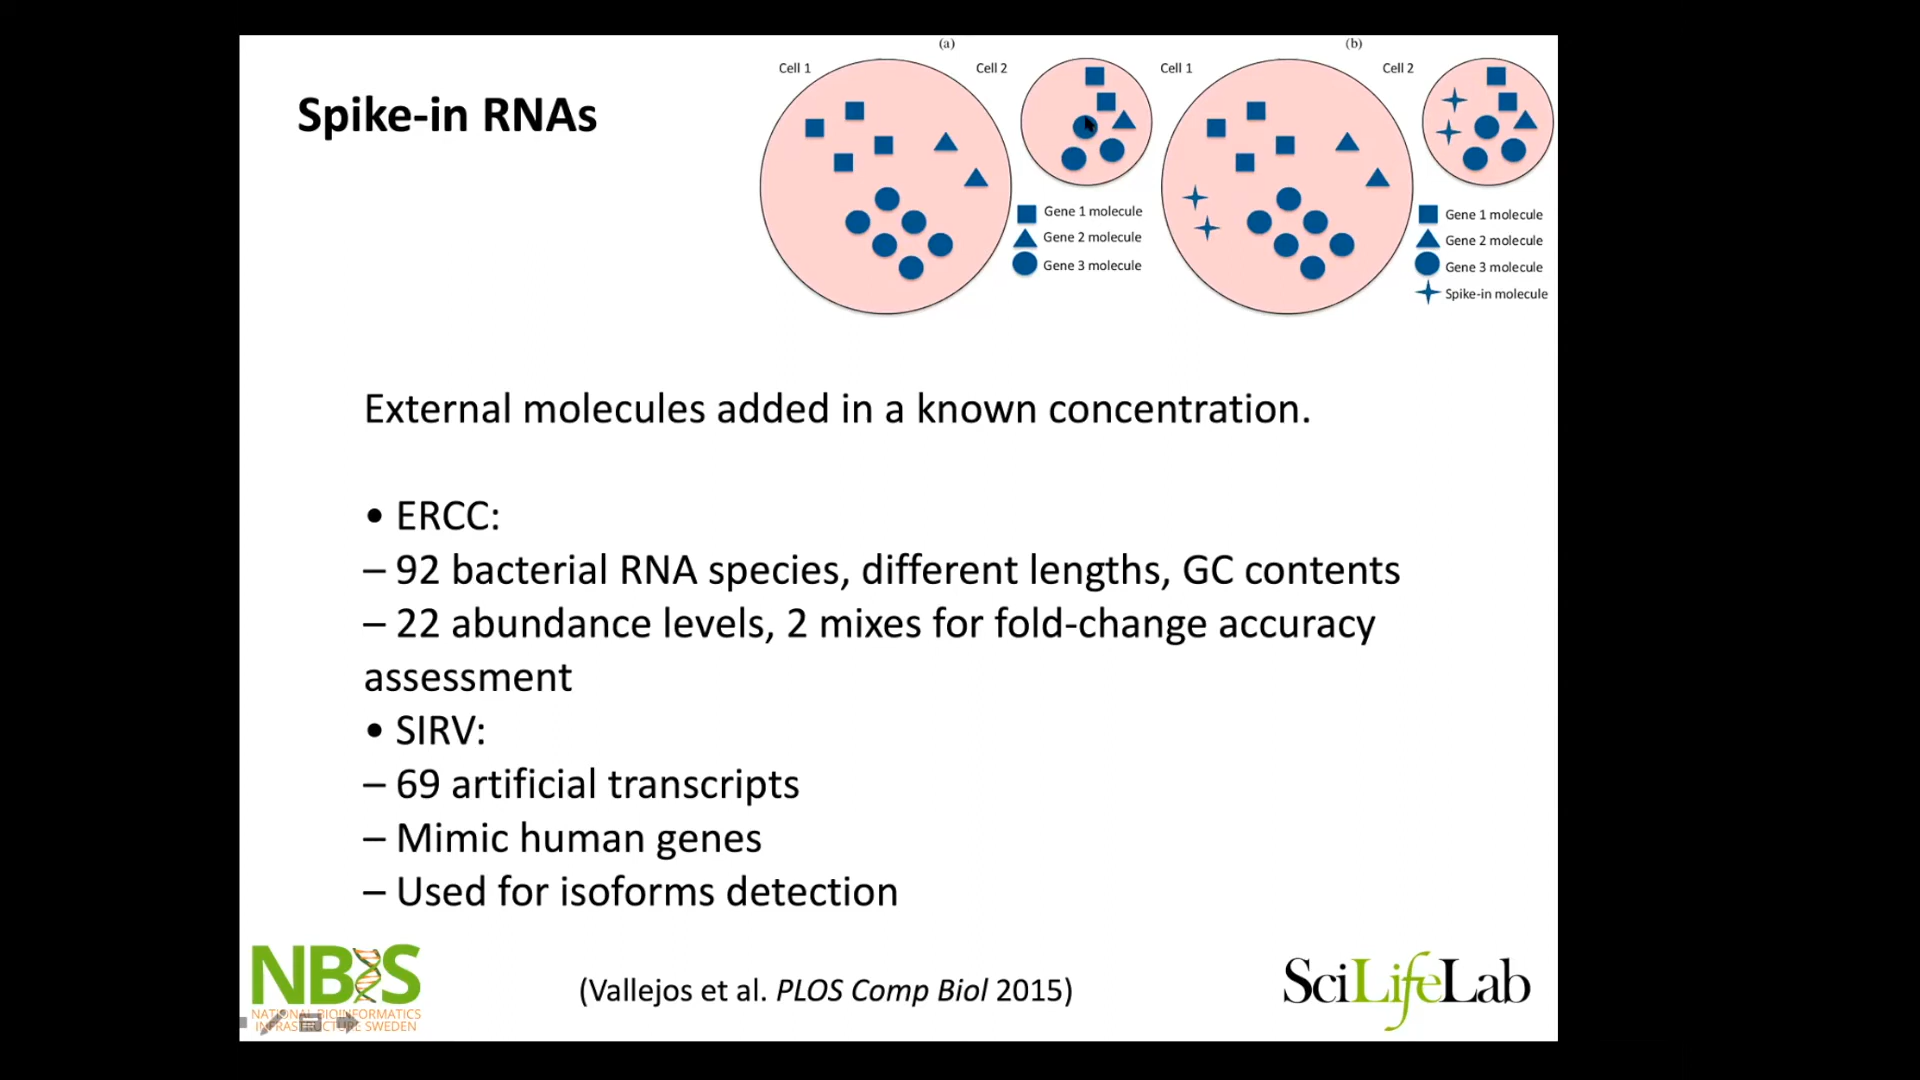 (a)
(b)
Cell 1
Cell 2
Cell 1
Cell 2
Spike-in RNAs
Gene 1 molecule
Gene 2 molecule
Gene 3 molecule
Gene 1 molecule
Gene 2 molecule
Gene 3 molecule
Spike-in molecule
External molecules added in a known concentration.
• ERCC:
– 92 bacterial RNA species, different lengths, GC contents
– 22 abundance levels, 2 mixes for fold-change accuracy
assessment
• SIRV:
– 69 artificial transcripts
– Mimic human genes
– Used for isoforms detection
NBIS
NATIONAL BIOINFORMATICS
INFRASTRUCTURE SWEDEN
(Vallejos et al. PLOS Comp Biol 2015)
SciLifeLab